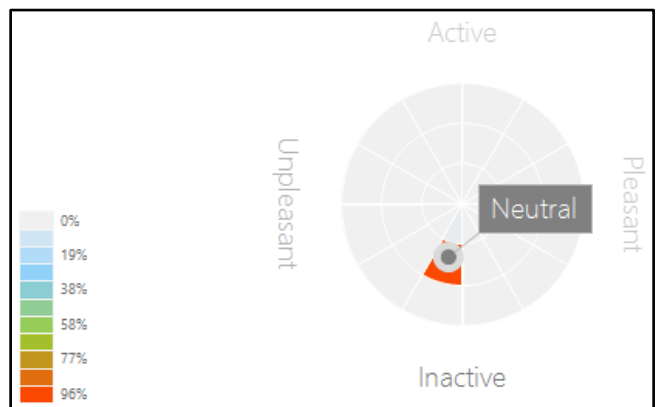 Active
Unpleasant
Pleasant
Neutral
0%
19%
38%
58%
77%
96%
Inactive